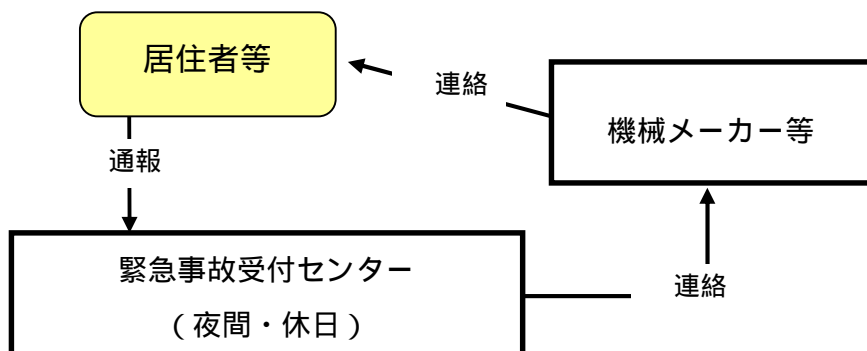 居住者等
連絡
機械メーカー等
通報
緊急事故受付センター
（夜間・休日）
連絡